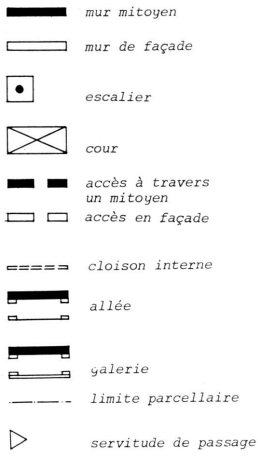 mur mitoyen
mur de façade
escalier
cour
accès à travers
un mitoyen
accès en façade
cloison interne
allée
galerie
limite parcellaire
servitude de passage